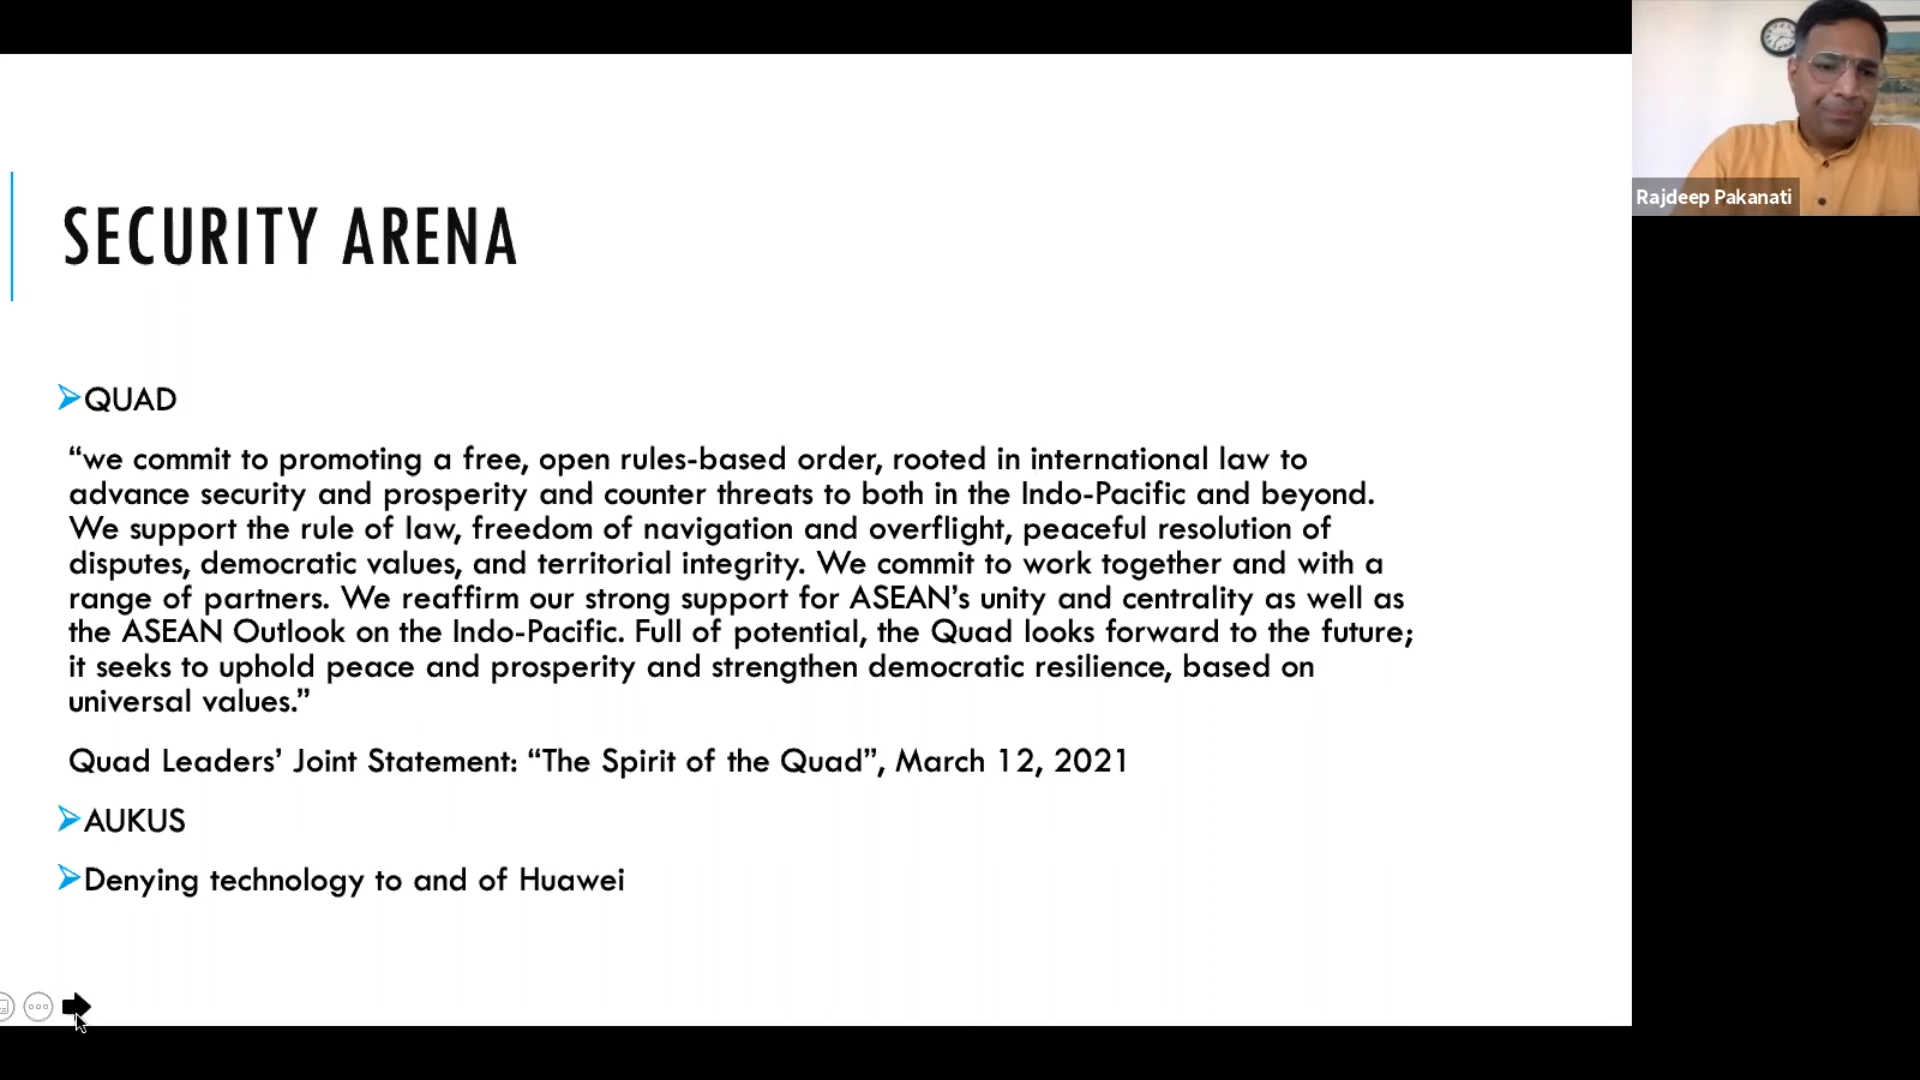 SECURITY ARENA
QUAD
“we commit to promoting a free, open rules-based order, rooted in international law to
advance security and prosperity and counter threats to both in the Indo-Pacific and beyond.
We support the rule of law, freedom of navigation and overflight, peaceful resolution of
disputes, democratic values, and territorial integrity. We commit to work together and with a
range of partners. We reaffirm our strong support for ASEAN’s unity and centrality as well as
the ASEAN Outlook on the Indo-Pacific. Full of potential, the Quad looks forward to the future;
it seeks to uphold peace and prosperity and strengthen democratic resilience, based on
universal values.”
Quad Leaders’ Joint Statement: “The Spirit of the Quad”, March 12, 2021
AUKUS
Denying technology to and of Huawei
Rajdeep Pakanati